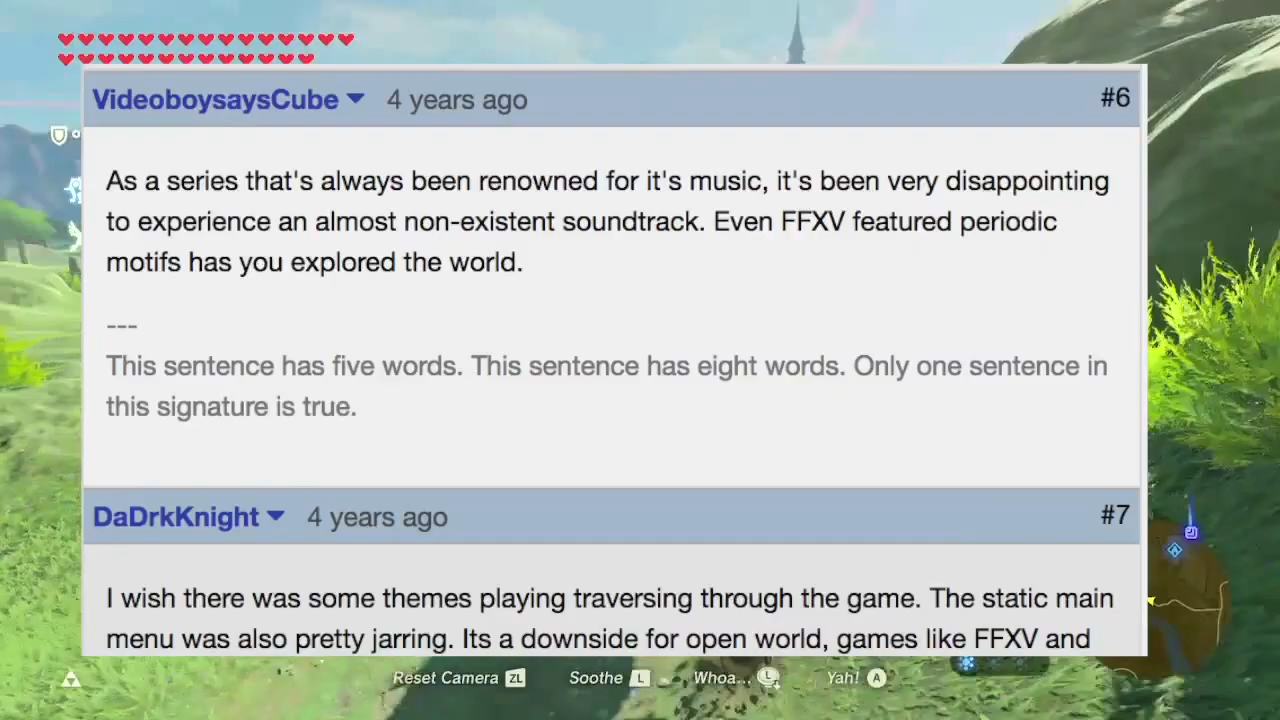 VideoboysaysCube 4 years ago #6
As a series that's always been renowned for it's music, it's been very disappointing
to experience an almost non-existent soundtrack. Even FFXV featured periodic
motifs has you explored the world.
---
This sentence has five words. This sentence has eight words. Only one sentence in
this signature is true.
DaDrkKnight 4 years ago #7
I wish there was some themes playing traversing through the game. The static main
menu was also pretty jarring. Its a downside for open world, games like FFXV and
Reset Camera ZL Soothe L Whoa... L Yah! A